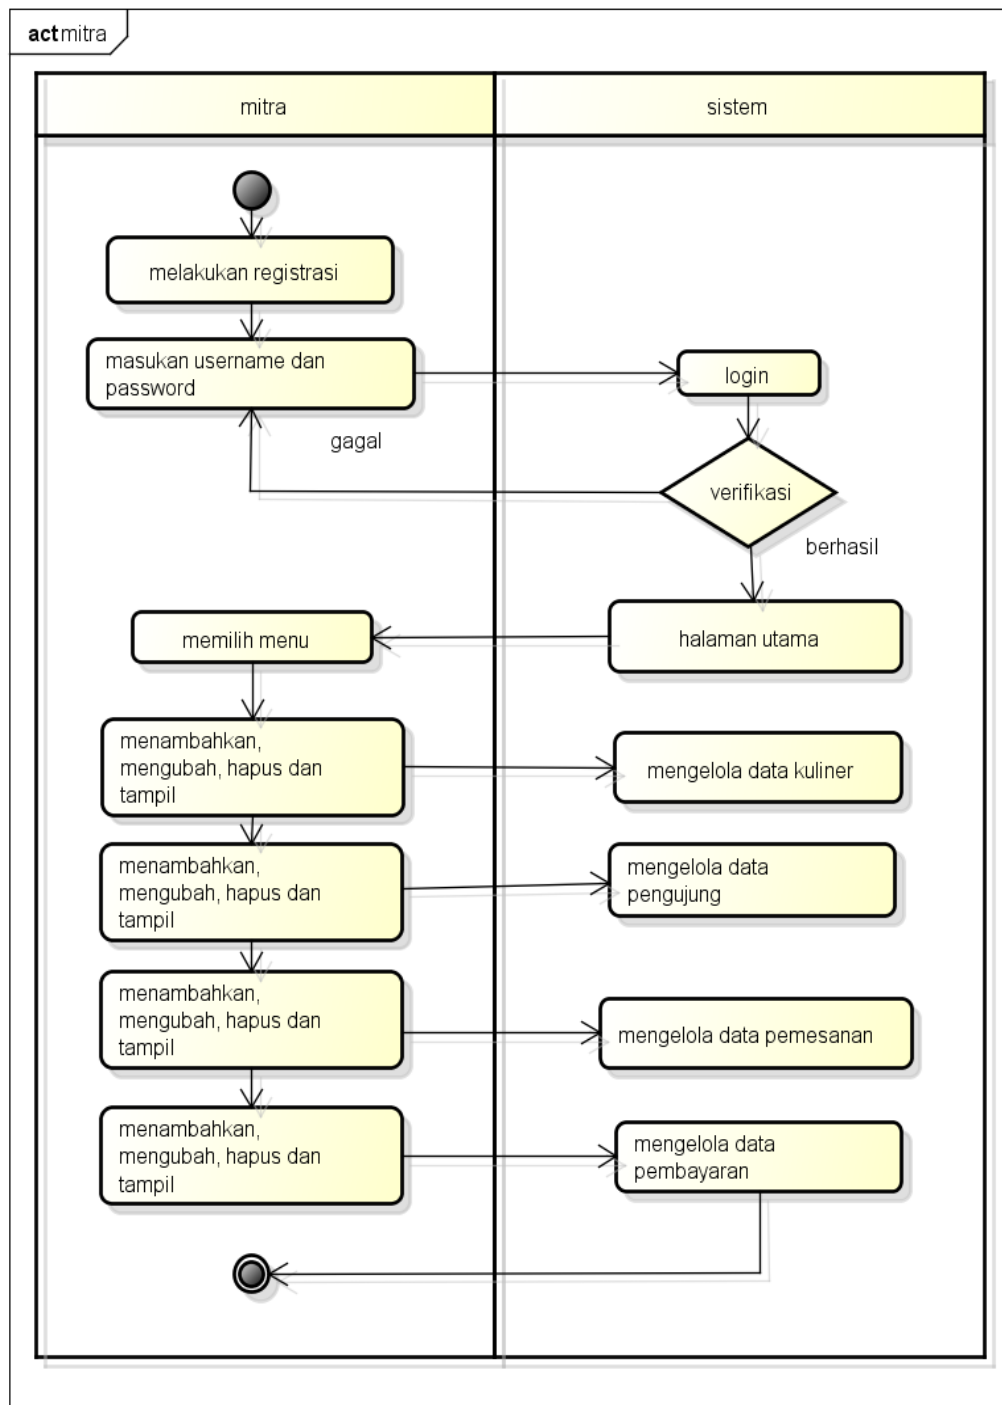 act mitra
mitra
sistem
melakukan registrasi
masukan username dan
password
login
gagal
verifikasi
berhasil
halaman utama
memilih menu
menambahkan,
mengubah, hapus dan
tampil
mengelola data kuliner
menambahkan,
mengubah, hapus dan
tampil
mengelola data
pengujung
menambahkan,
mengubah, hapus dan
tampil
mengelola data pemesanan
menambahkan,
mengubah, hapus dan
tampil
mengelola data
pembayaran